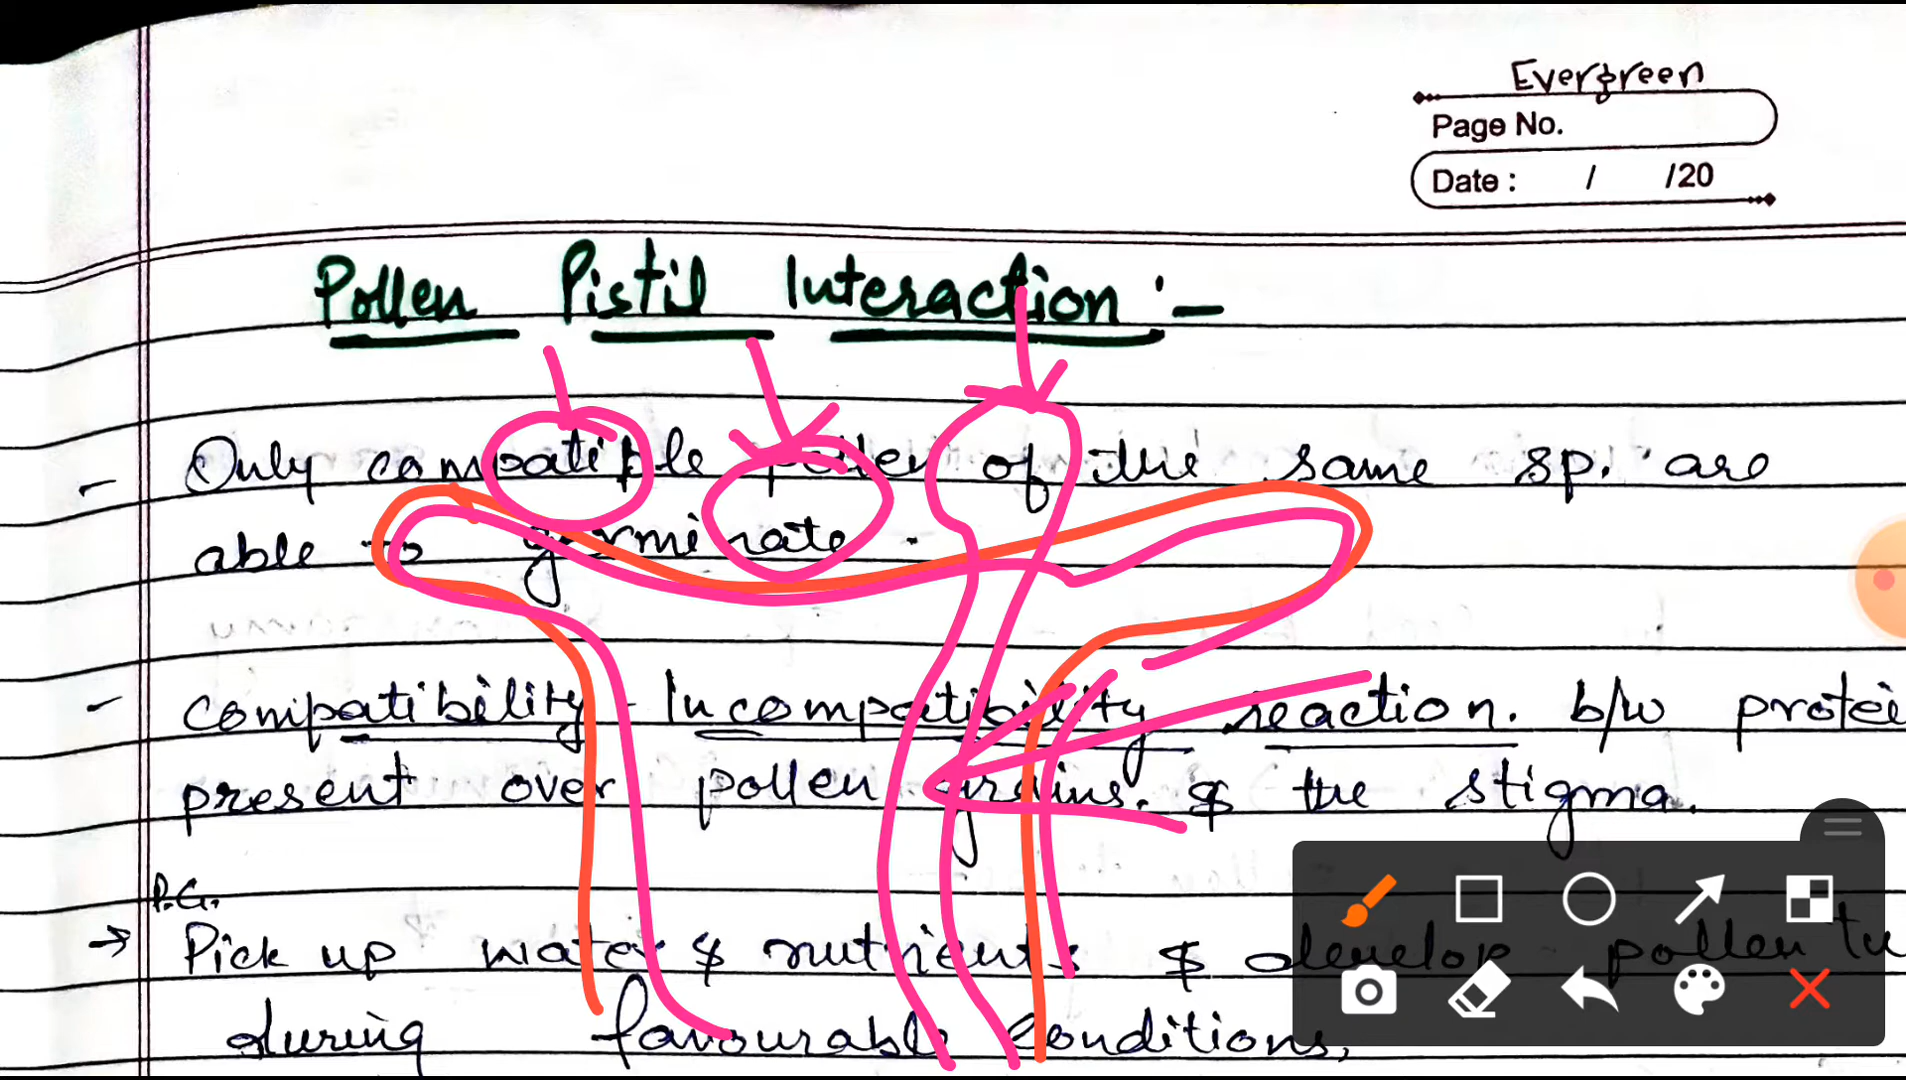 Evergreen
Page No.
Date : / /20
Pollen Pistil Interaction :-
- Only compatible pollen of the same sp. are
able to germinate.
- compatibility - Incompatibility reaction. b/w protei
present over pollen grains. & the stigma.
P.G.
→ Pick up water & nutrients & develop pollen tu
during favourable conditions,